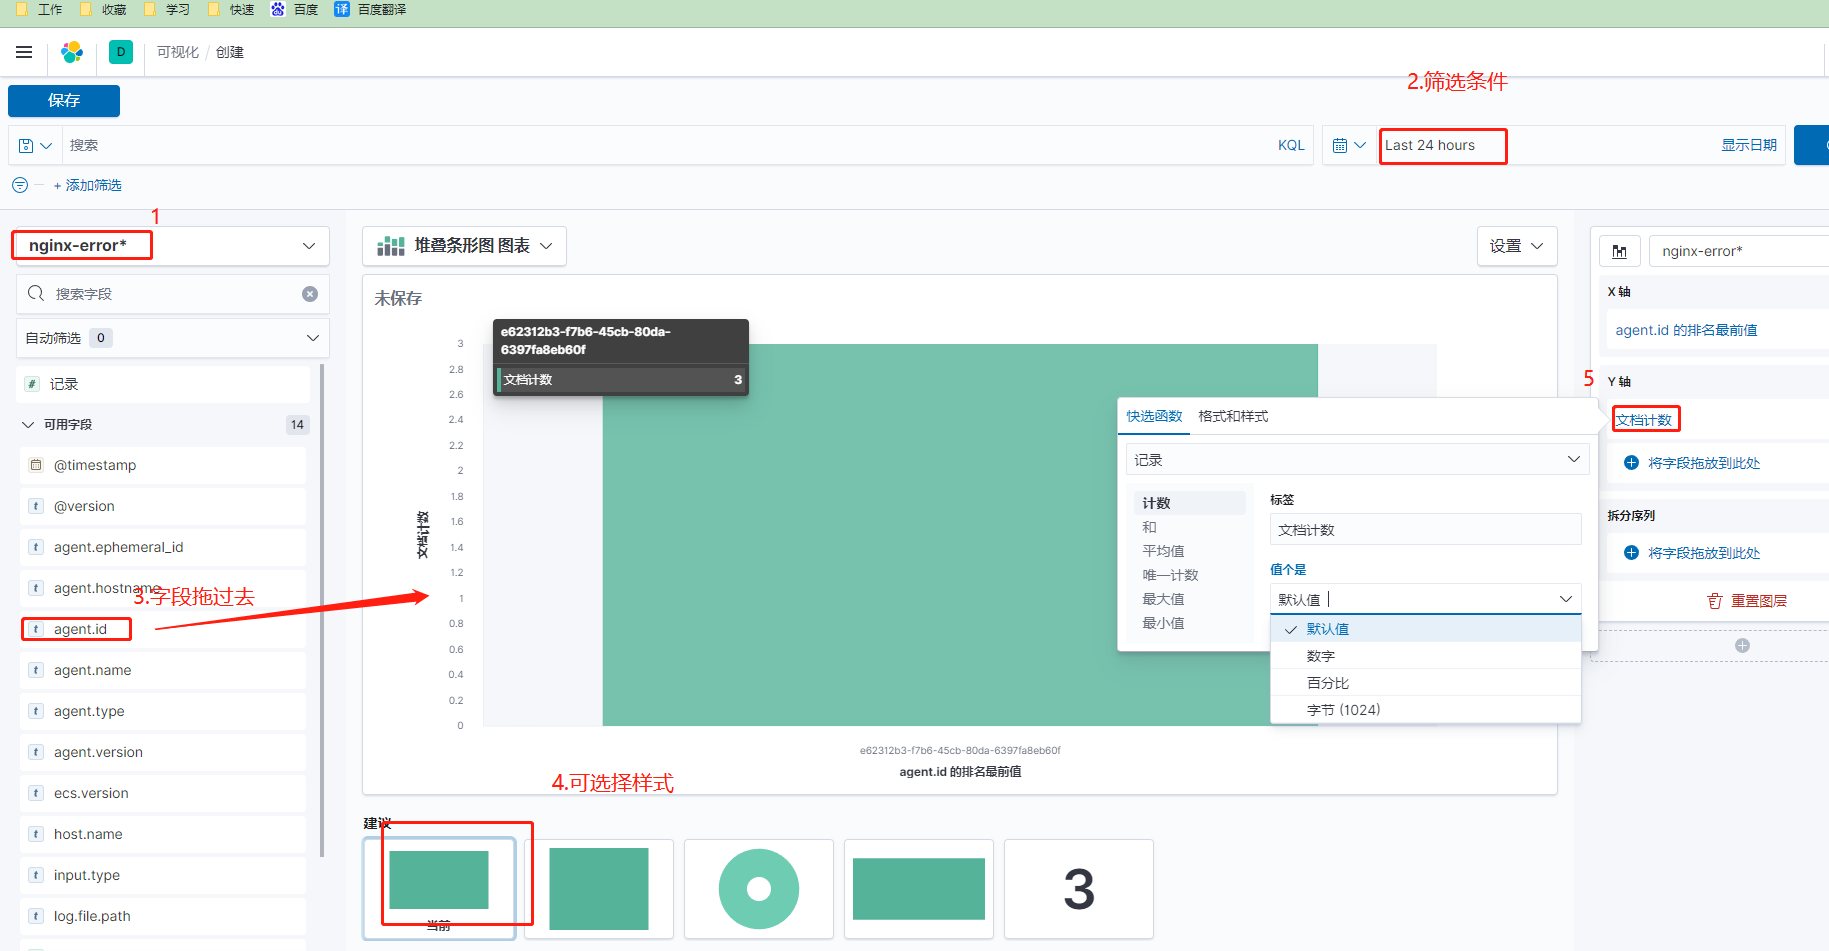 工作 收藏 学习 快速 百度 译 百度翻译
D 可视化 / 创建
2.筛选条件
保存
搜索 KQL Last 24 hours 显示日期
+ 添加筛选
1
nginx-error*
搜索字段
自动筛选 0
# 记录
可用字段 14
@timestamp
t @version
t agent.ephemeral_id
t agent.hostname
3.字段拖过去
t agent.id
t agent.name
t agent.type
t agent.version
t ecs.version
t host.name
t input.type
t log.file.path
堆叠条形图 图表
设置
未保存
e62312b3-f7b6-45cb-80da-
6397fa8eb60f
文档计数 3
3
2.8
2.6
2.4
2.2
2
1.8
1.6
1.4
1.2
1
0.8
0.6
0.4
0.2
0
文档计数
e62312b3-f7b6-45cb-80da-6397fa8eb60f
agent.id 的排名最前值
快选函数 格式和样式
记录
计数
和
平均值
唯一计数
最大值
最小值
标签
文档计数
值个是
默认值
默认值
数字
百分比
字节 (1024)
4.可选择样式
建议
当前
3
nginx-error*
X 轴
agent.id 的排名最前值
5
Y 轴
文档计数
将字段拖放到此处
拆分序列
将字段拖放到此处
重置图层